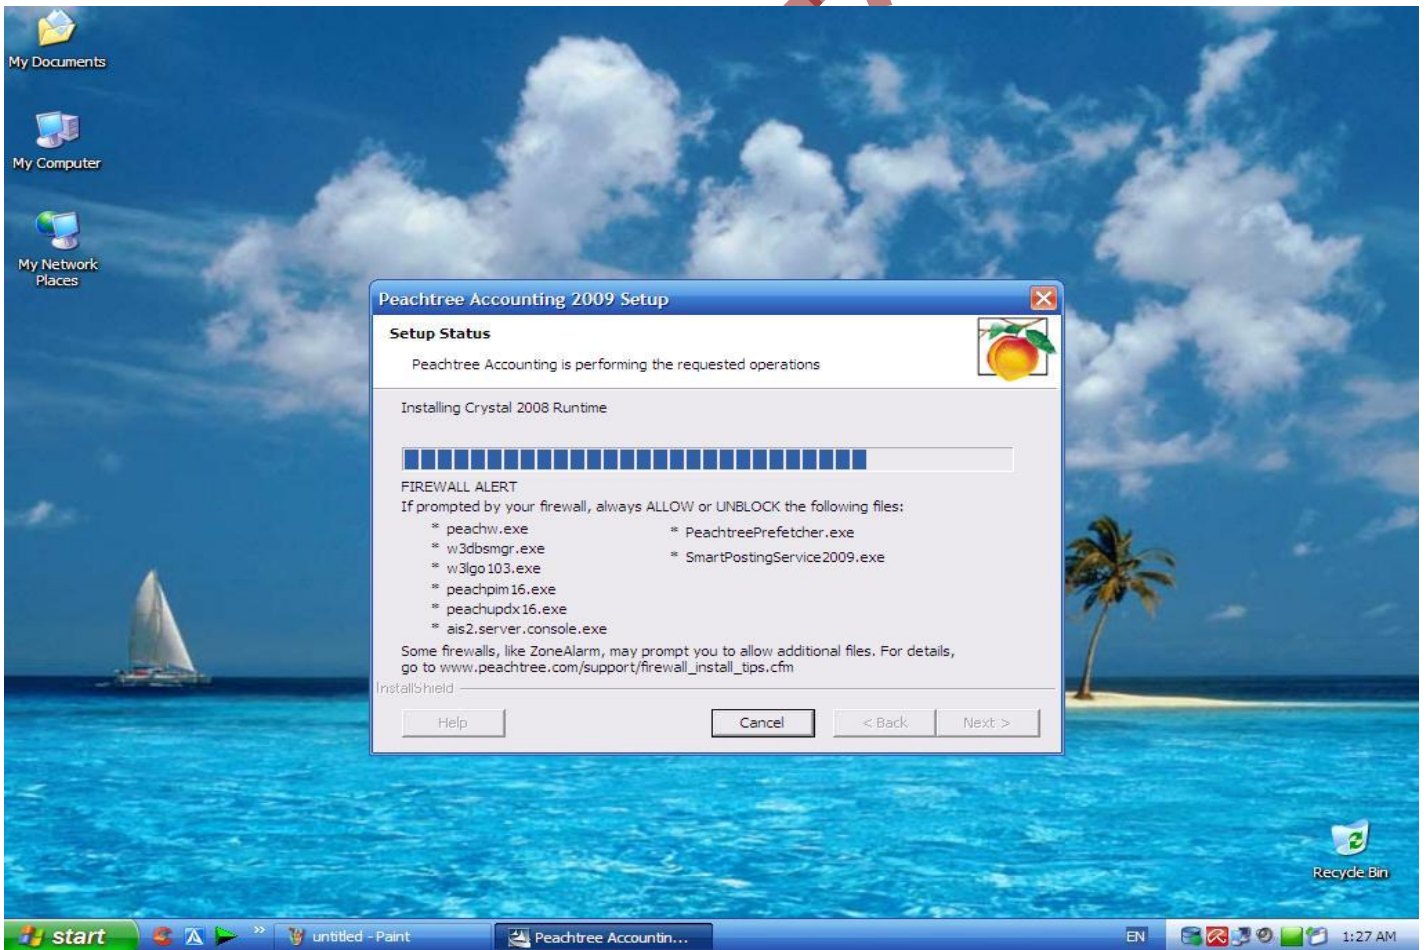 My Documents
My Computer
My Network
Places
Peachtree Accounting 2009 Setup
Setup Status
Peachtree Accounting is performing the requested operations
Installing Crystal 2008 Runtime
FIREWALL ALERT
If prompted by your firewall, always ALLOW or UNBLOCK the following files:
* peachw.exe
* w3dbsmgr.exe
* w3lgo103.exe
* peachpim16.exe
* peachupdx16.exe
* ais2.server.console.exe
* PeachtreePrefetcher.exe
* SmartPostingService2009.exe
Some firewalls, like ZoneAlarm, may prompt you to allow additional files. For details,
go to www.peachtree.com/support/firewall_install_tips.cfm
InstallShield
Help
Cancel
< Back
Next >
Recycle Bin
start
untitled - Paint
Peachtree Accountin...
EN
1:27 AM